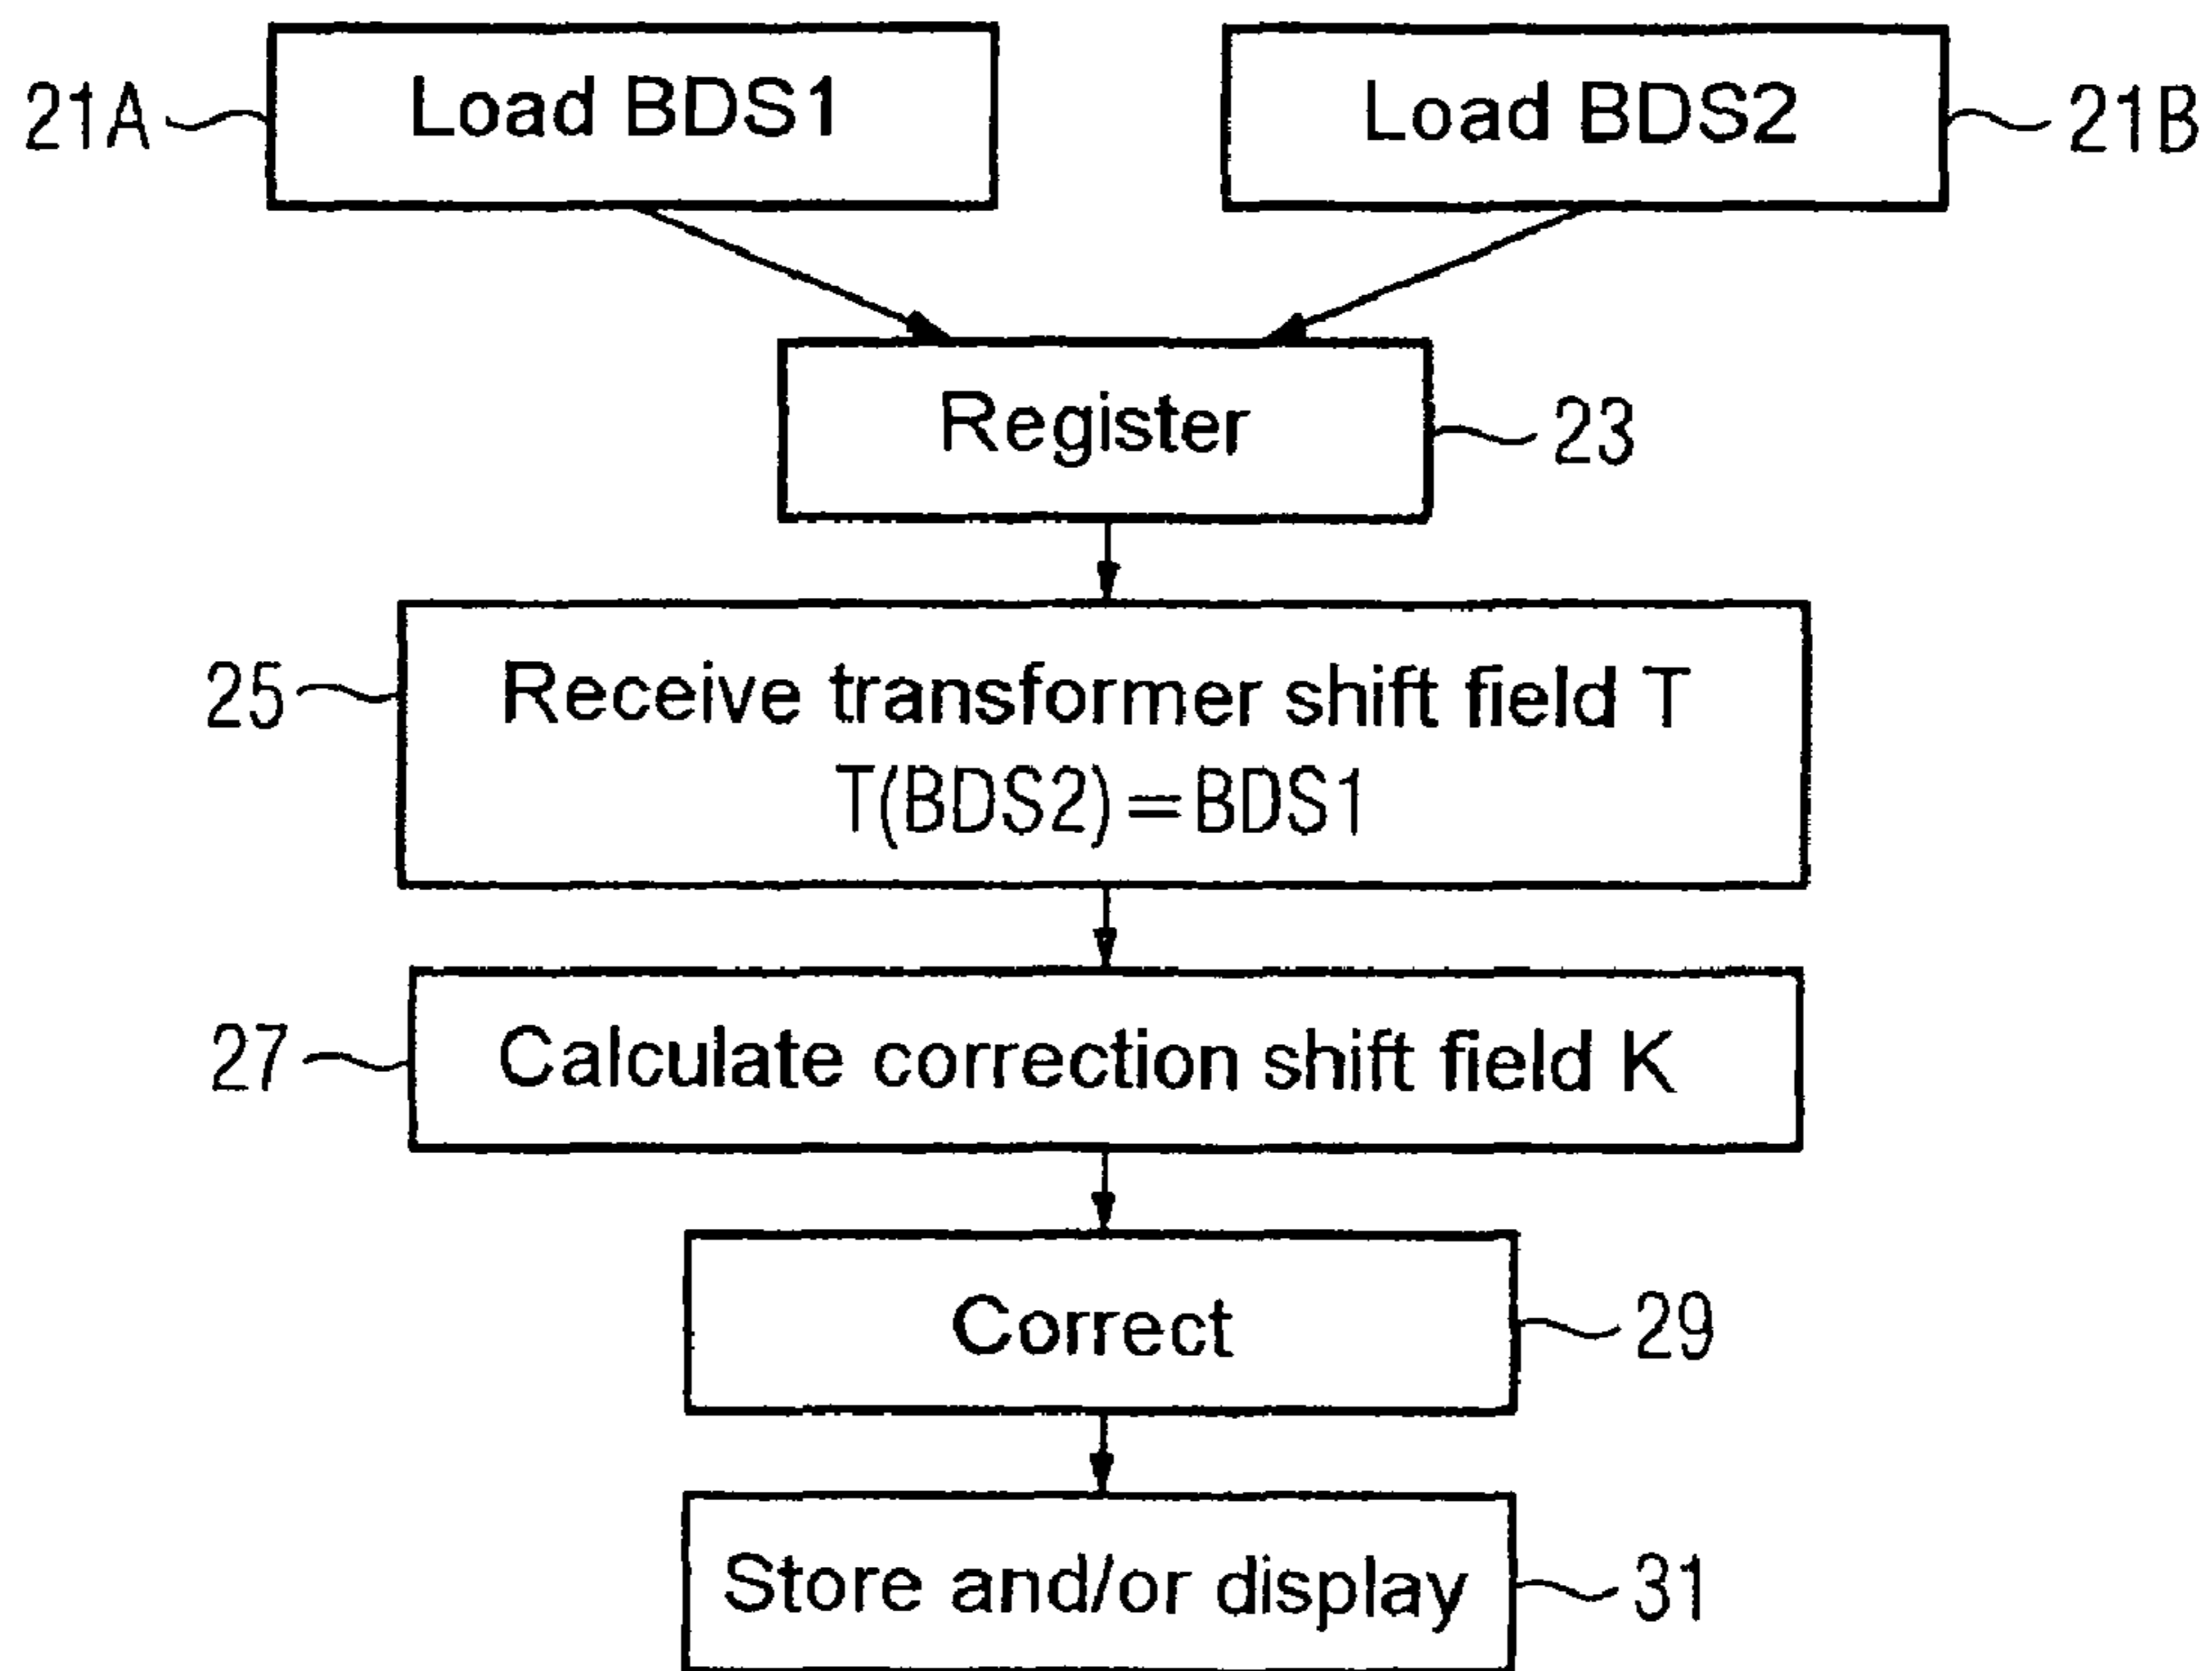 21A
Load BDS1
Load BDS2
21B
Register
23
25
Receive transformer shift field T
T(BDS2)=BDS1
27
Calculate correction shift field K
Correct
29
Store and/or display
31